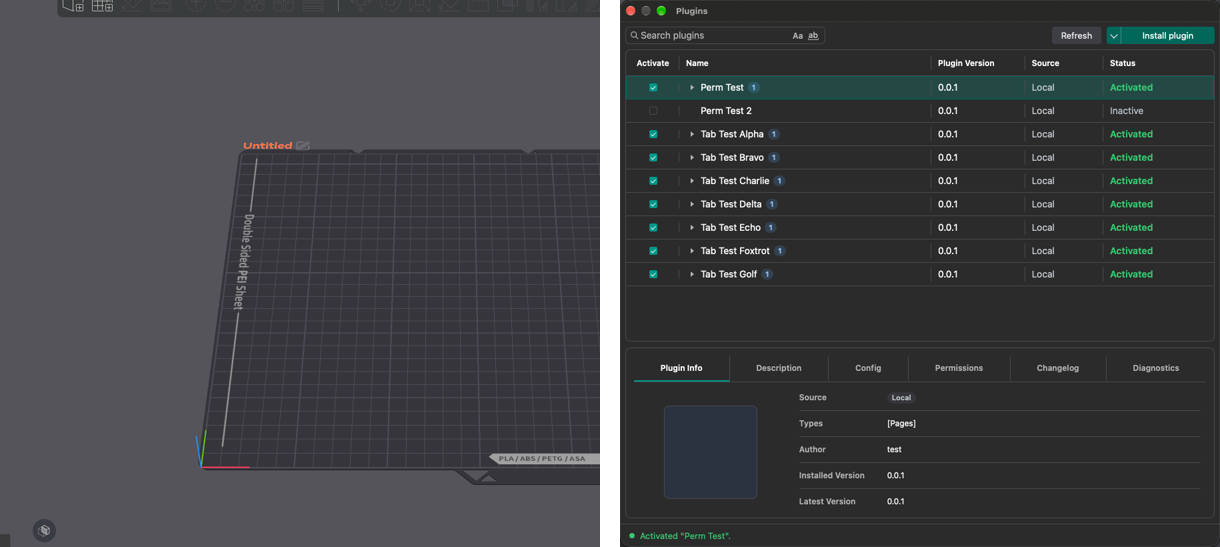 Untitled
Double Sided PEI Sheet
PLA / ABS / PETG / ASA
Plugins
Search plugins Aa ab Refresh Install plugin
Activate Name Plugin Version Source Status
Perm Test 1 0.0.1 Local Activated
Perm Test 2 0.0.1 Local Inactive
Tab Test Alpha 1 0.0.1 Local Activated
Tab Test Bravo 1 0.0.1 Local Activated
Tab Test Charlie 1 0.0.1 Local Activated
Tab Test Delta 1 0.0.1 Local Activated
Tab Test Echo 1 0.0.1 Local Activated
Tab Test Foxtrot 1 0.0.1 Local Activated
Tab Test Golf 1 0.0.1 Local Activated
Plugin Info Description Config Permissions Changelog Diagnostics
Source Local
Types [Pages]
Author test
Installed Version 0.0.1
Latest Version 0.0.1
Activated "Perm Test".